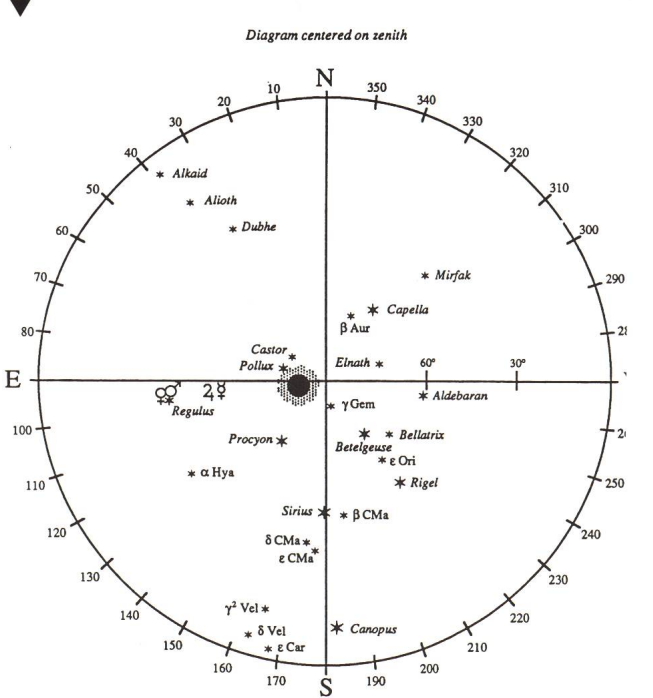 Diagram centered on zenith
N
10
350
20
340
30
330
40
320
Alkaid
50
310
Alioth
60
Dubhe
300
70
Mirfak
290
Capella
80
β Aur
Castor
Pollux
Elnath
60°
30°
E
♀♂
♃☿
Regulus
γ Gem
Aldebaran
100
Procyon
Betelgeuse
Bellatrix
α Hya
ε Ori
110
Rigel
250
Sirius
β CMa
120
240
δ CMa
ε CMa
130
230
γ² Vel
140
220
δ Vel
Canopus
150
ε Car
210
160
200
170
190
S